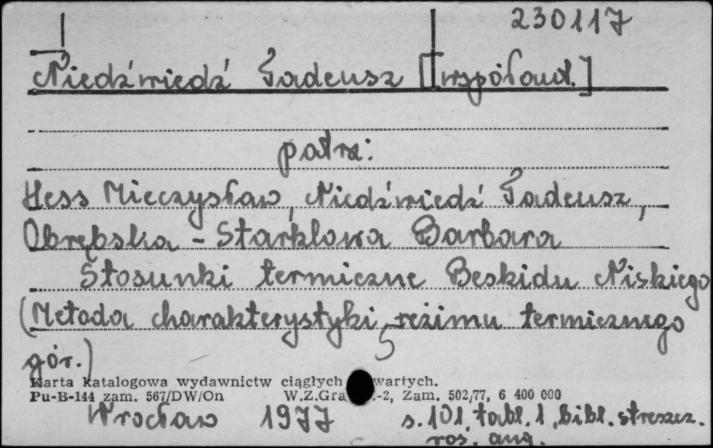 230117
Niedźwiedź Tadeusz [współaut.]
patrz:
Hess Mieczysław, Niedźwiedź Tadeusz,
Obrębska-Starklowa Barbara
Stosunki termiczne Beskidu Niskiego
(Metoda charakterystyki reżimu termicznego
gór.)
Karta katalogowa wydawnictw ciągłych wartych.
Pu-B-144 zam. 567/DW/On W.Z.Gra .-2, Zam. 502/77, 6 400 000
Wrocław 1977 s. 101 tabl. 1, bibl. streszcz.
ros. ang.